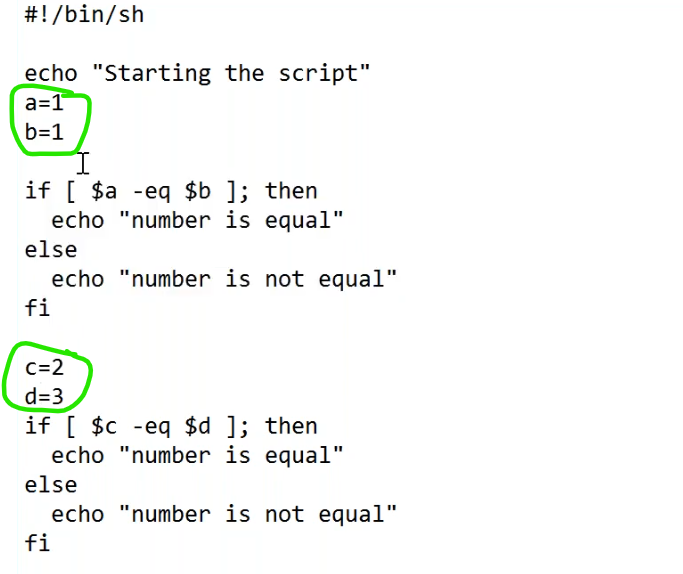 #!/bin/sh
echo "Starting the script"
a=1
b=1
if [ $a -eq $b ]; then
  echo "number is equal"
else
  echo "number is not equal"
fi
c=2
d=3
if [ $c -eq $d ]; then
  echo "number is equal"
else
  echo "number is not equal"
fi